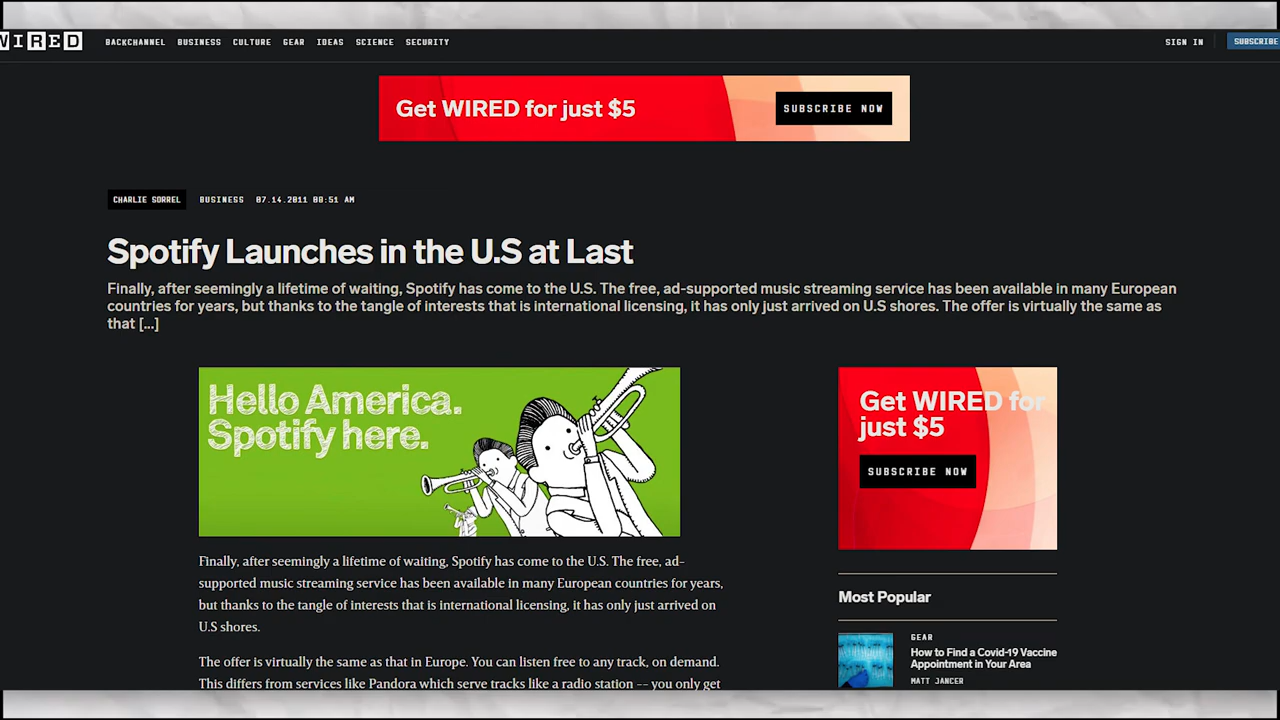 WIRED
BACKCHANNEL BUSINESS CULTURE GEAR IDEAS SCIENCE SECURITY
SIGN IN
SUBSCRIBE
Get WIRED for just $5
SUBSCRIBE NOW
CHARLIE SORREL
BUSINESS
07.14.2011 08:51 AM
Spotify Launches in the U.S at Last
Finally, after seemingly a lifetime of waiting, Spotify has come to the U.S. The free, ad-supported music streaming service has been available in many European
countries for years, but thanks to the tangle of interests that is international licensing, it has only just arrived on U.S shores. The offer is virtually the same as
that [...]
Hello America.
Spotify here.
Finally, after seemingly a lifetime of waiting, Spotify has come to the U.S. The free, ad-
supported music streaming service has been available in many European countries for years,
but thanks to the tangle of interests that is international licensing, it has only just arrived on
U.S shores.
The offer is virtually the same as that in Europe. You can listen free to any track, on demand.
This differs from services like Pandora which serve tracks like a radio station -- you only get
Get WIRED for
just $5
SUBSCRIBE NOW
Most Popular
GEAR
How to Find a Covid-19 Vaccine
Appointment in Your Area
MATT JANCER